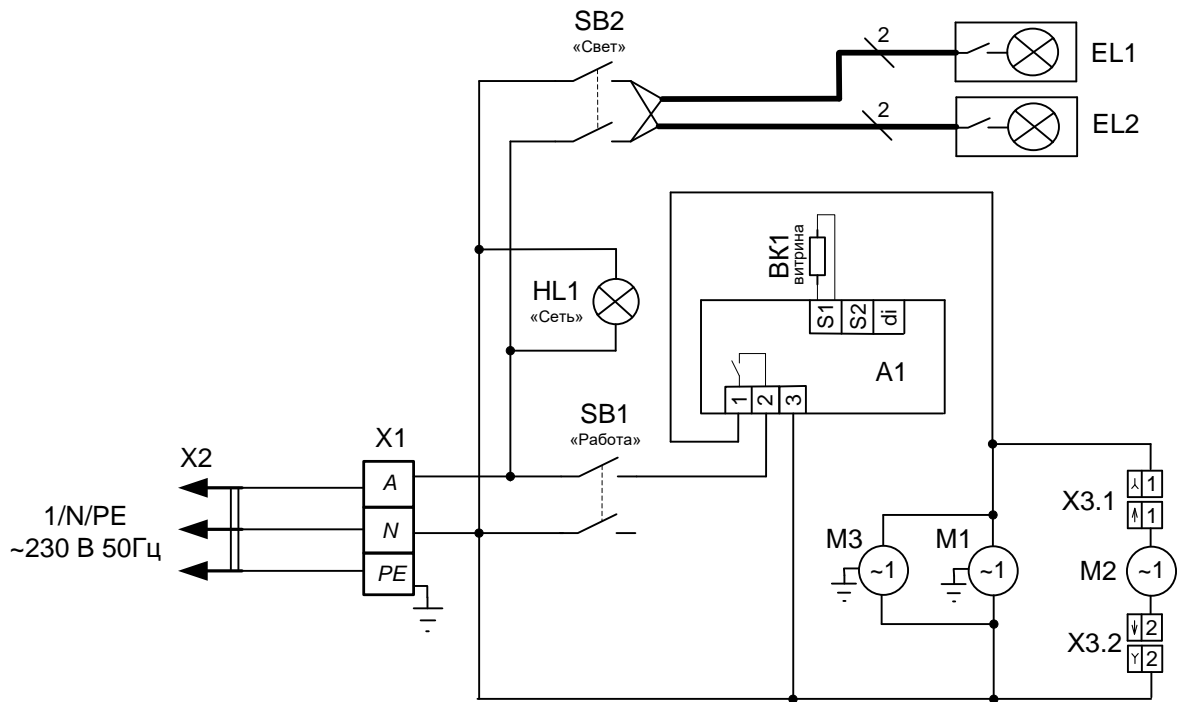 SB2
«Свет»
2
EL1
2
EL2
ВК1
витрина
HL1
«Сеть»
S1
S2
di
A1
1
2
3
SB1
«Работа»
X1
X2
A
N
PE
1/N/PE
~230 В 50Гц
X3.1
1
1
M3
~1
M1
~1
M2
~1
X3.2
2
2